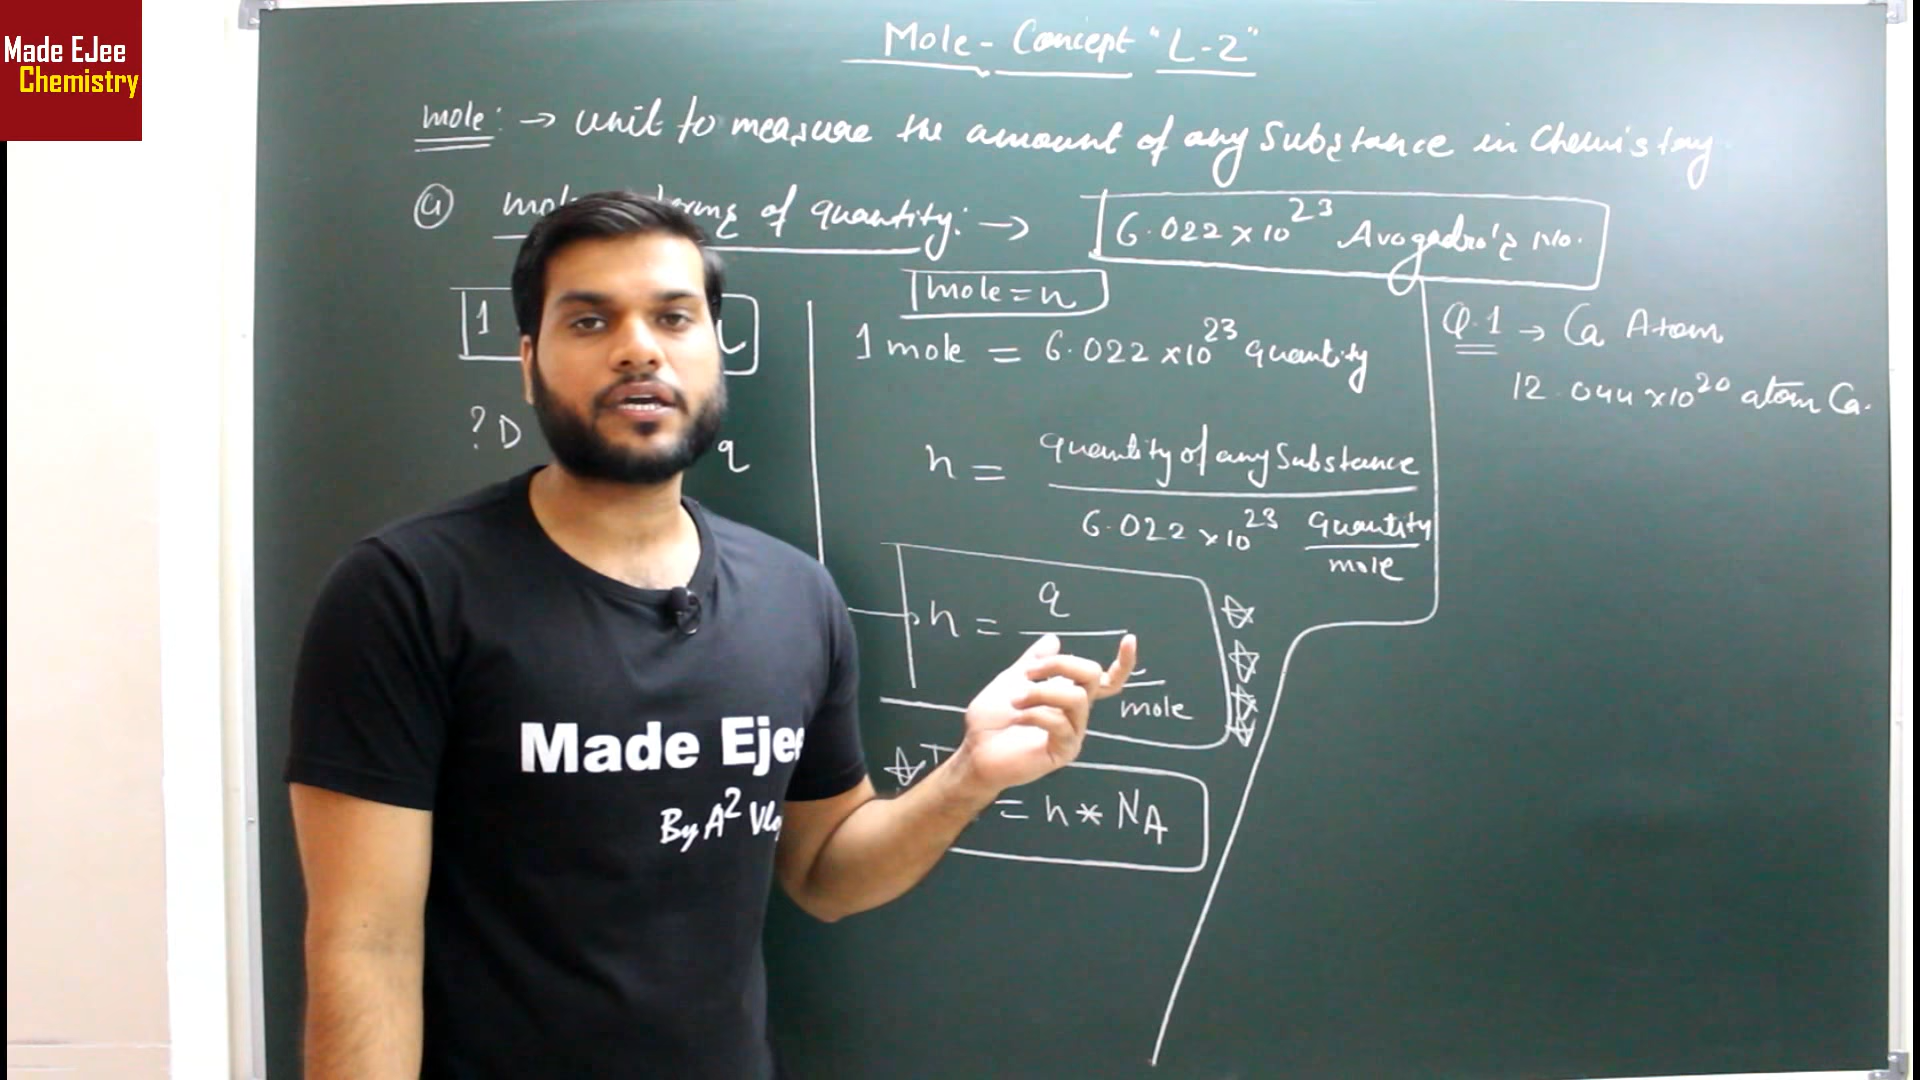 Made EJee
Chemistry
Mole - Concept "L-2"
mole: → unit to measure the amount of any Substance in Chemistry
a terms of quantity: → 6.022 × 10²³ Avogadro's No.
mole = n
1
1 mole = 6.022 × 10²³ quantity
? D q
n = quantity of any Substance
6.022 × 10²³ quantity
mole
n = q
mole
= n * NA
Q.1 → Ca Atom
12.044 × 10²⁰ atom Ca.
Made Ejee
By A²